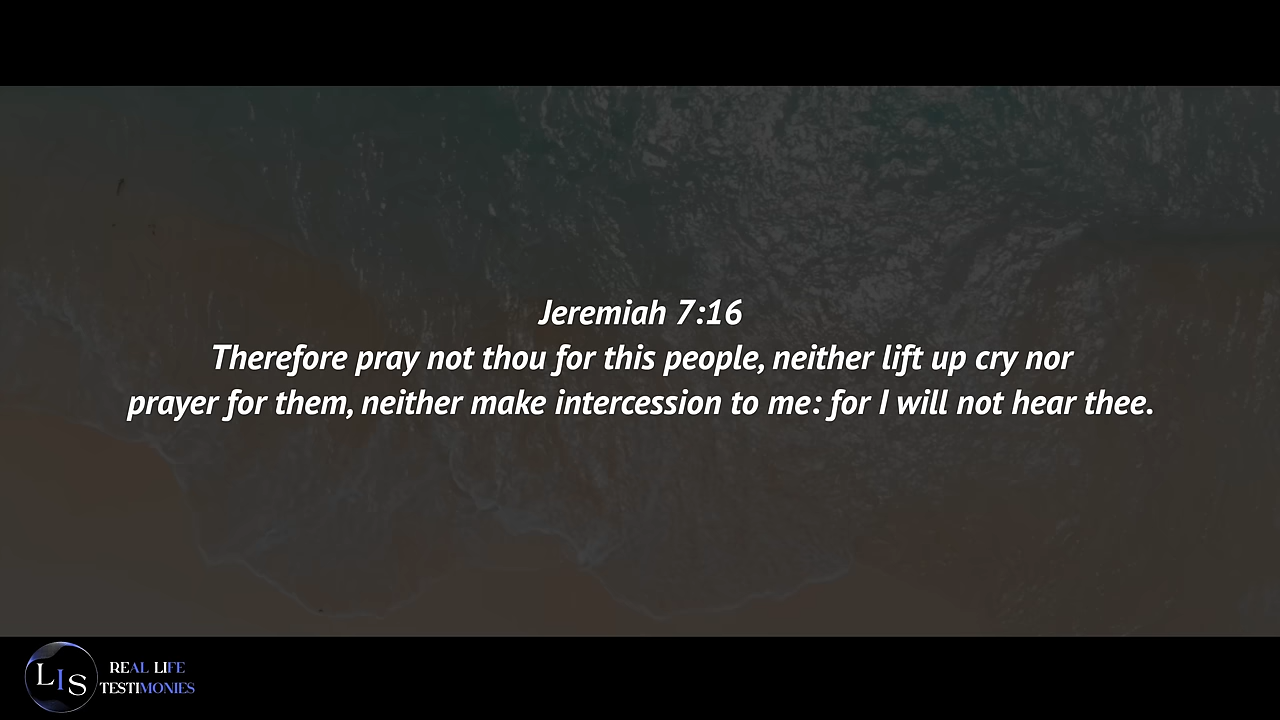 Jeremiah 7:16
Therefore pray not thou for this people, neither lift up cry nor
prayer for them, neither make intercession to me: for I will not hear thee.
LIS
REAL LIFE
TESTIMONIES